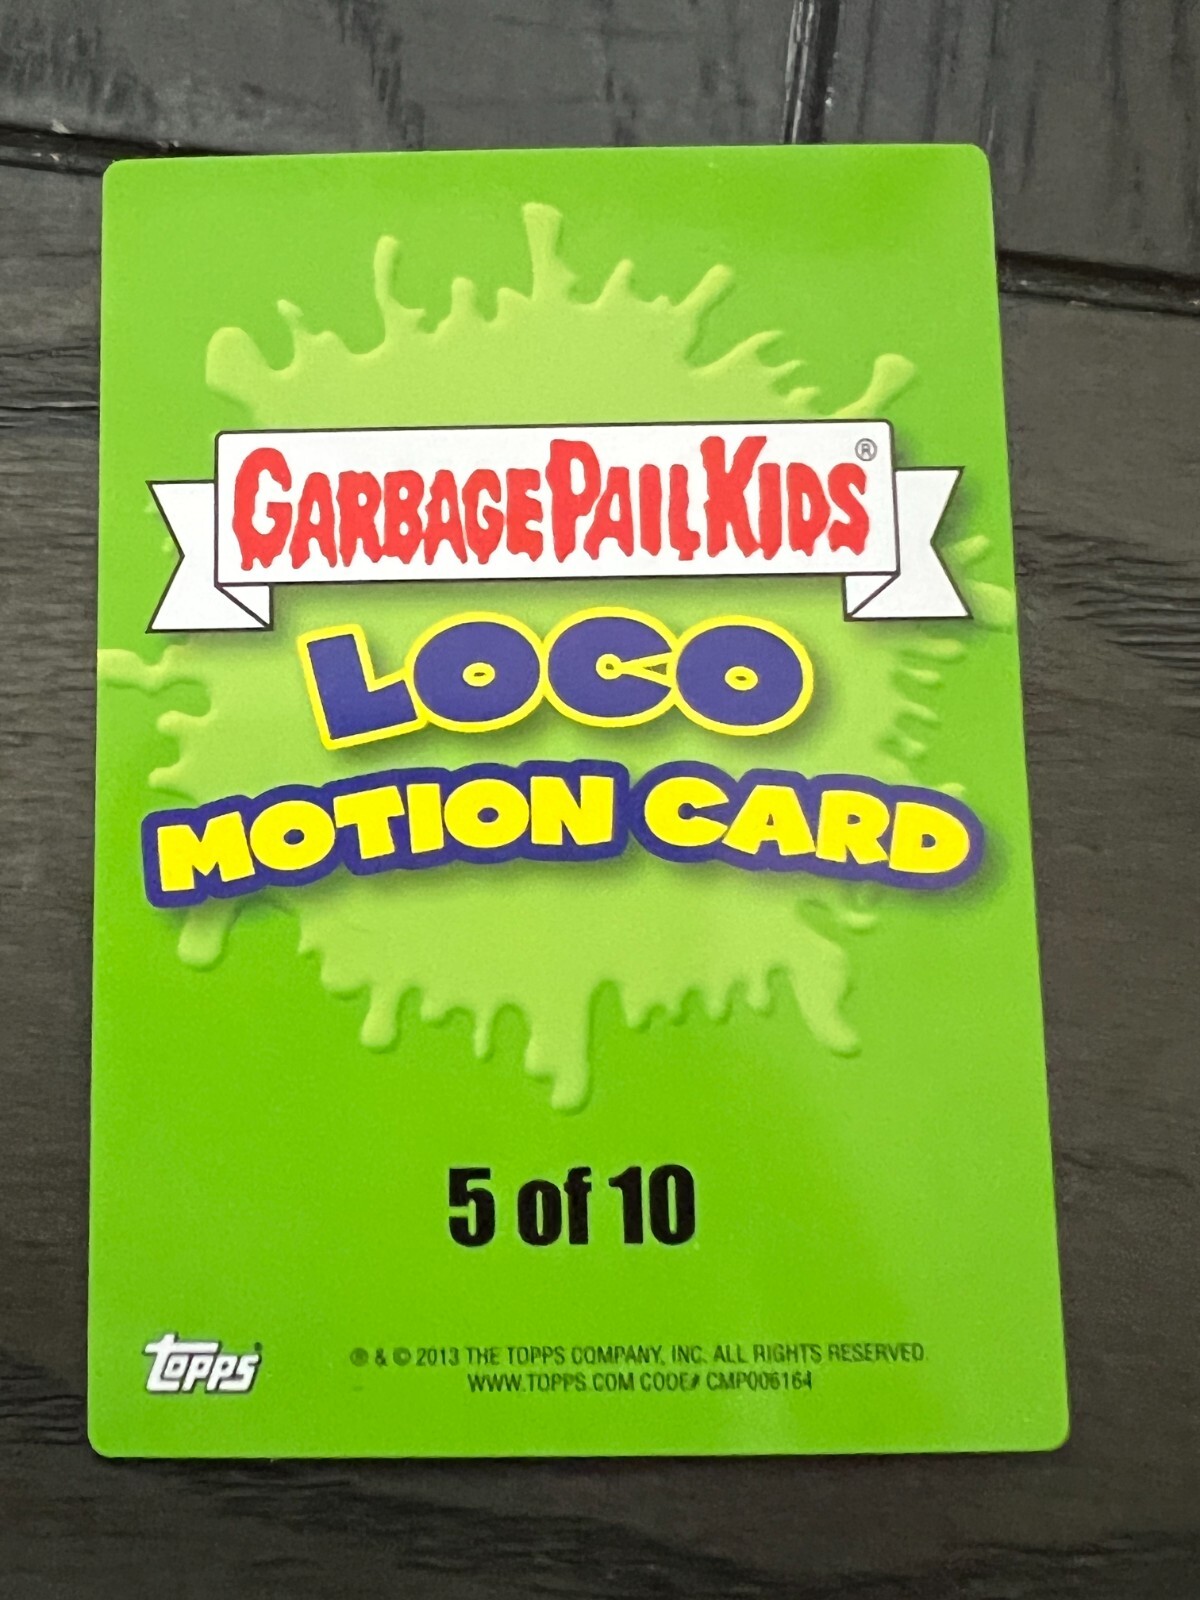 GARBAGE PAIL KIDS®
LOCO
MOTION CARD
5 of 10
TOPPS®
® & © 2013 THE TOPPS COMPANY, INC. ALL RIGHTS RESERVED.
WWW.TOPPS.COM CODE# CMP006164